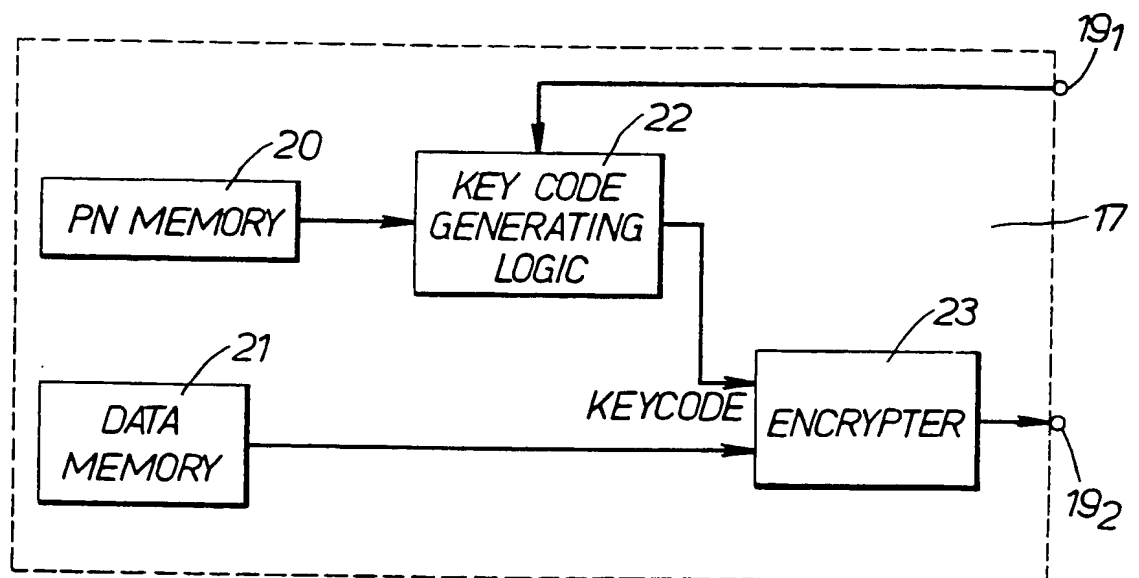 19₁
22
20
KEY CODE
GENERATING
LOGIC
PN MEMORY
17
23
21
KEYCODE
ENCRYPTER
DATA
MEMORY
19₂